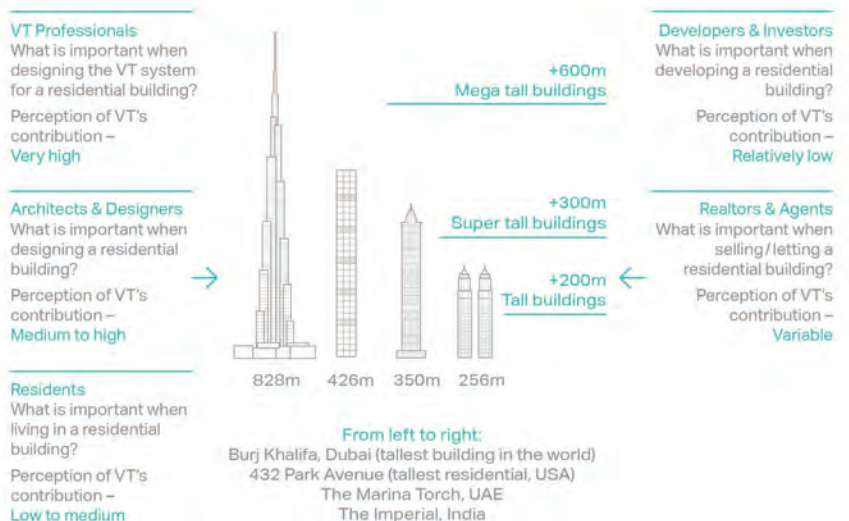 VT Professionals
What is important when
designing the VT system
for a residential building?
Perception of VT's
contribution –
Very high
Architects & Designers
What is important when
designing a residential
building?
Perception of VT's
contribution –
Medium to high
Residents
What is important when
living in a residential
building?
Perception of VT's
contribution –
Low to medium
+600m
Mega tall buildings
+300m
Super tall buildings
+200m
Tall buildings
828m 426m 350m 256m
From left to right:
Burj Khalifa, Dubai (tallest building in the world)
432 Park Avenue (tallest residential, USA)
The Marina Torch, UAE
The Imperial, India
Developers & Investors
What is important when
developing a residential
building?
Perception of VT's
contribution –
Relatively low
Realtors & Agents
What is important when
selling/letting a
residential building?
Perception of VT's
contribution –
Variable